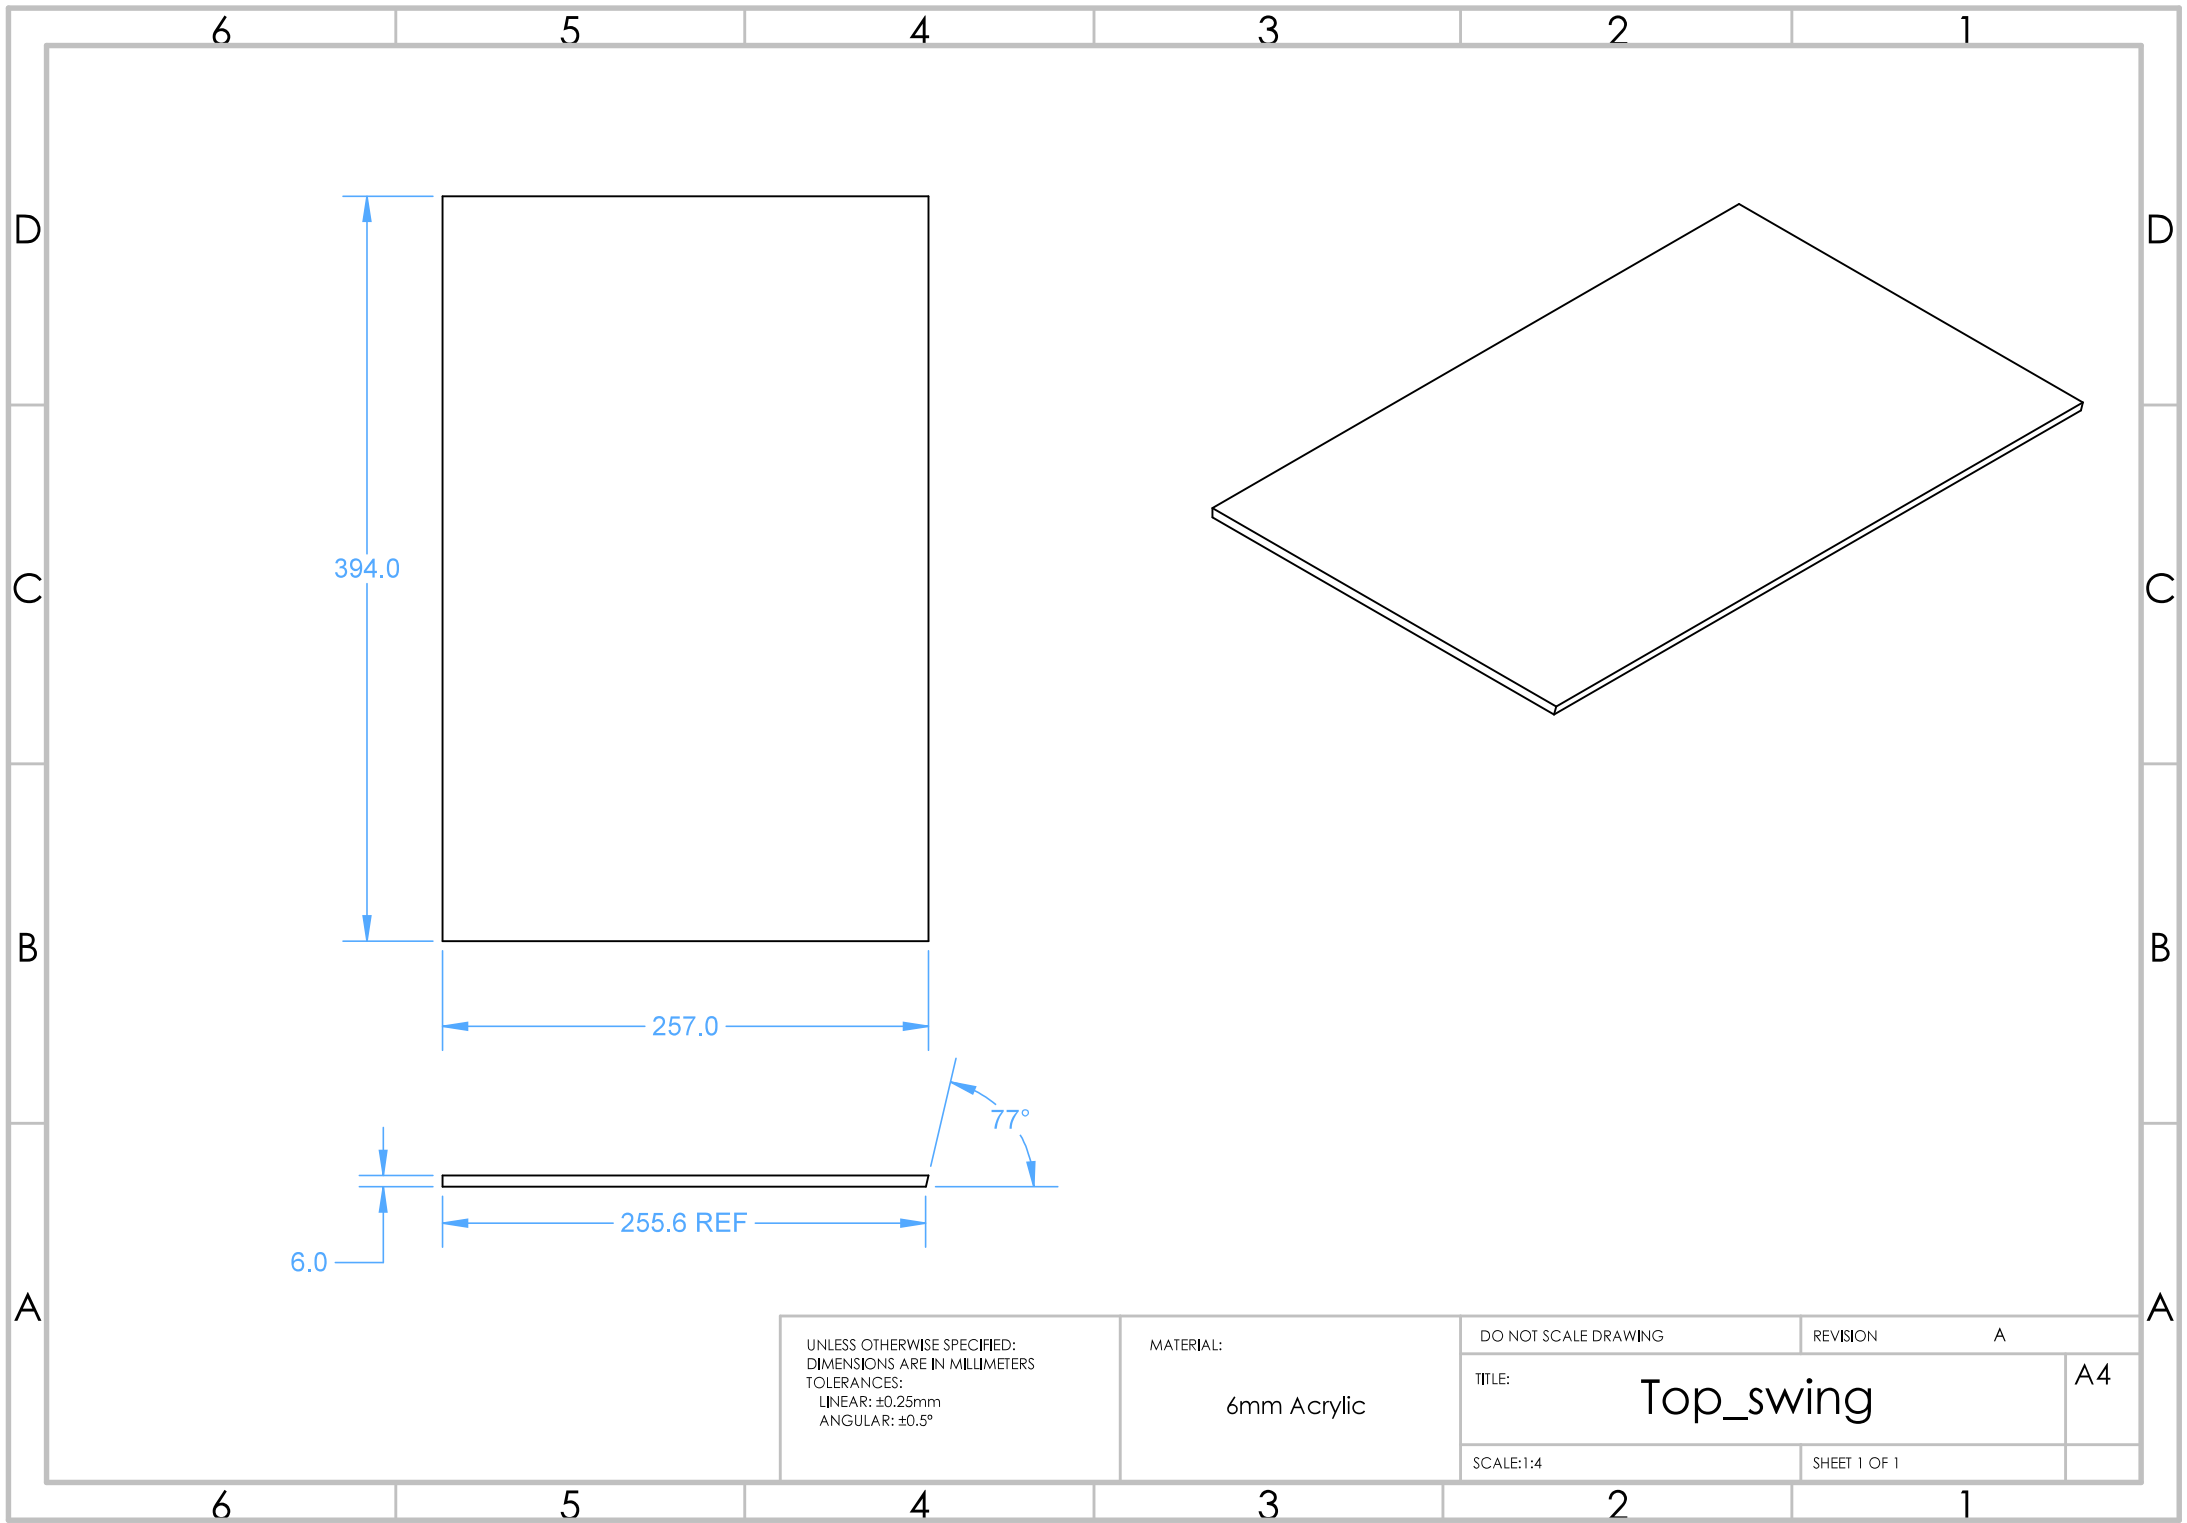 6 5 4 3 2 1
D D
394.0
C C
B B
257.0
77°
255.6 REF
6.0
A A
UNLESS OTHERWISE SPECIFIED:
DIMENSIONS ARE IN MILLIMETERS
TOLERANCES:
LINEAR: ±0.25mm
ANGULAR: ±0.5°
MATERIAL:
6mm Acrylic
DO NOT SCALE DRAWING
REVISION A
TITLE:
Top_swing
A4
SCALE:1:4
SHEET 1 OF 1
6 5 4 3 2 1